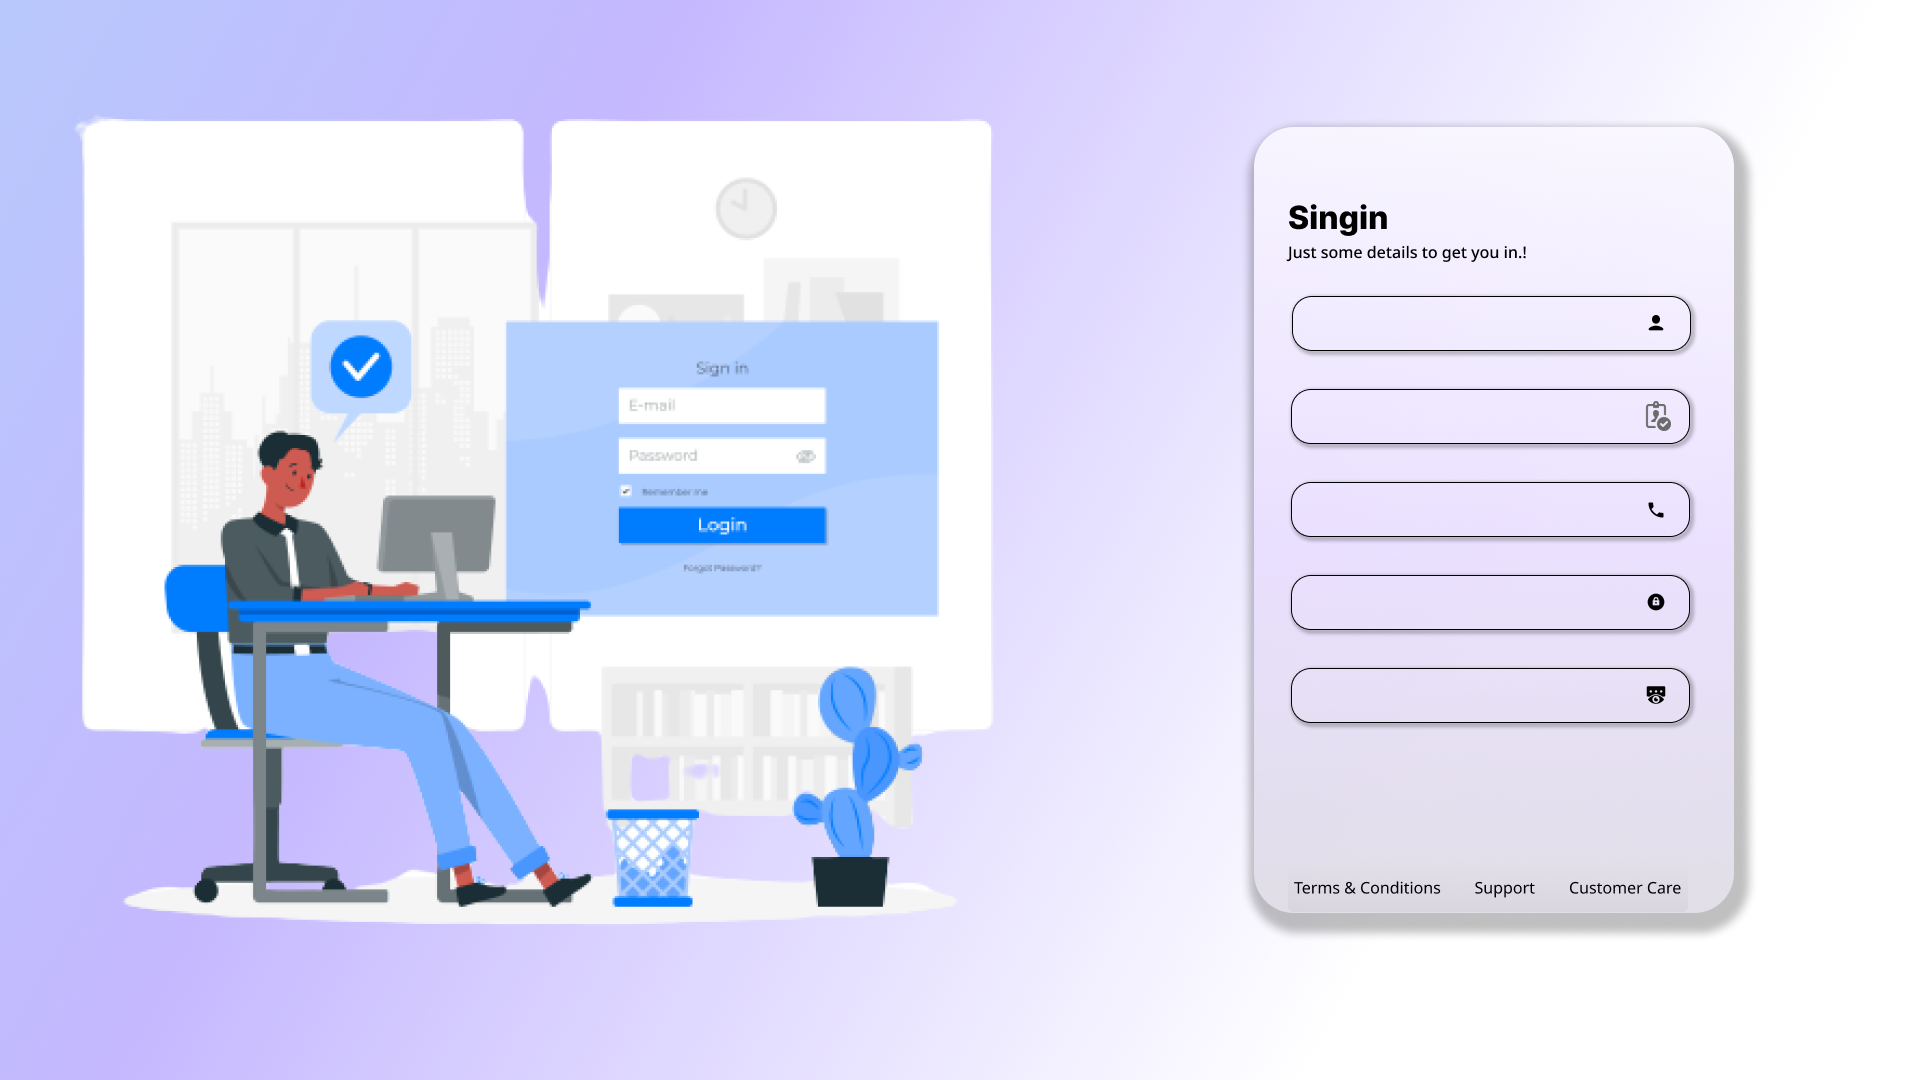 Sign in
E-mail
Password
Remember me
Login
Forgot Password?
Singin
Just some details to get you in.!
Terms & Conditions Support Customer Care